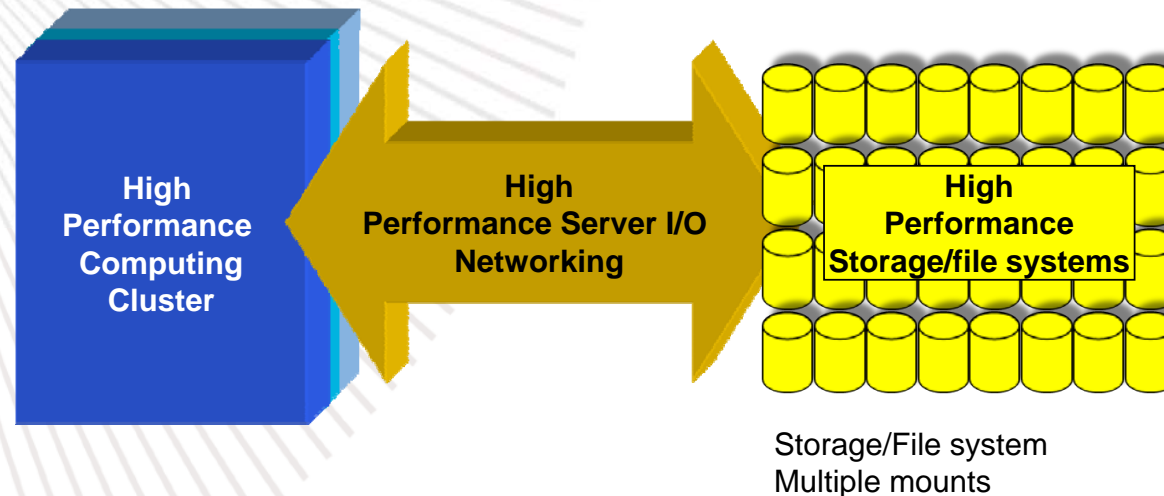 High
Performance
Computing
Cluster
High
Performance Server I/O
Networking
High
Performance
Storage/file systems
Storage/File system
Multiple mounts